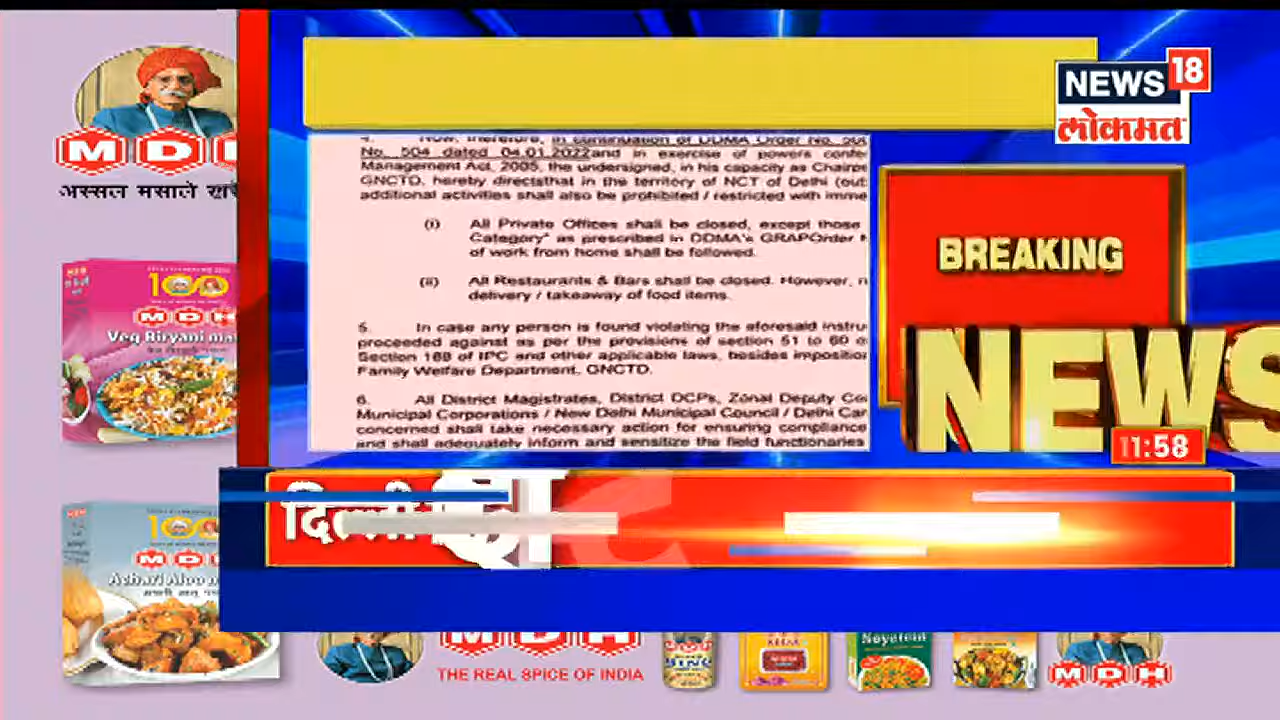 NEWS 18
लोकमत
MDH
No. 504 dated 04.01.2022and in exercise of powers
Management Act, 2005, the undersigned, in his capacity as
GNCTD, hereby directsthat in the territory of NCT of Delhi
additional activities shall also be prohibited / restricted with
(i) All Private Offices shall be closed, except those
Category" as prescribed in DDMA's GRAPOrder
of work from home shall be followed.
(ii) All Restaurants & Bars shall be closed. However,
delivery / takeaway of food items.
5. In case any person is found violating the aforesaid
proceeded against as per the provisions of section 51 to 60
Section 188 of IPC and other applicable laws, besides
Family Welfare Department, GNCTD.
6. All District Magistrates, District DCPs, Zonal Deputy
Municipal Corporations / New Delhi Municipal Council / Delhi
concerned shall take necessary action for ensuring compliance
and shall adequately inform and sensitize the field functionaries
BREAKING
NEWS
11:58
अस्सल मसाले
100
MDH
Veg Biryani
दिल्ली
100
MDH
Achari Aloo
MDH
THE REAL SPICE OF INDIA
MDH